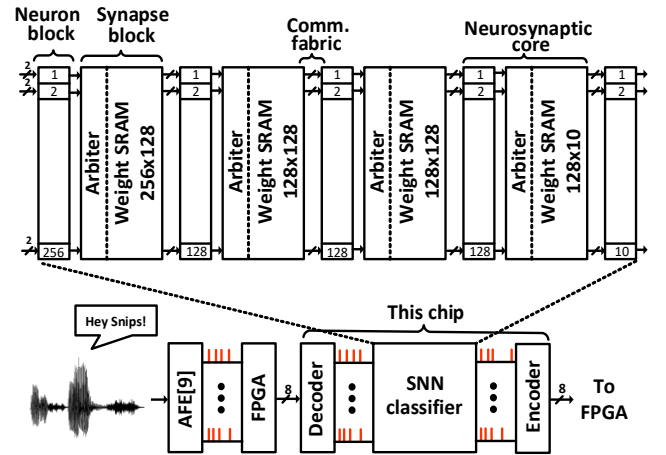 Neuron block
Synapse block
Comm. fabric
Neurosynaptic core
2
2
2
1
2
256
Arbiter
Weight SRAM
256x128
1
2
128
Arbiter
Weight SRAM
128x128
1
2
128
Arbiter
Weight SRAM
128x128
1
2
128
Arbiter
Weight SRAM
128x10
1
2
10
This chip
Hey Snips!
AFE[9]
FPGA
8
Decoder
SNN
classifier
Encoder
8
To
FPGA